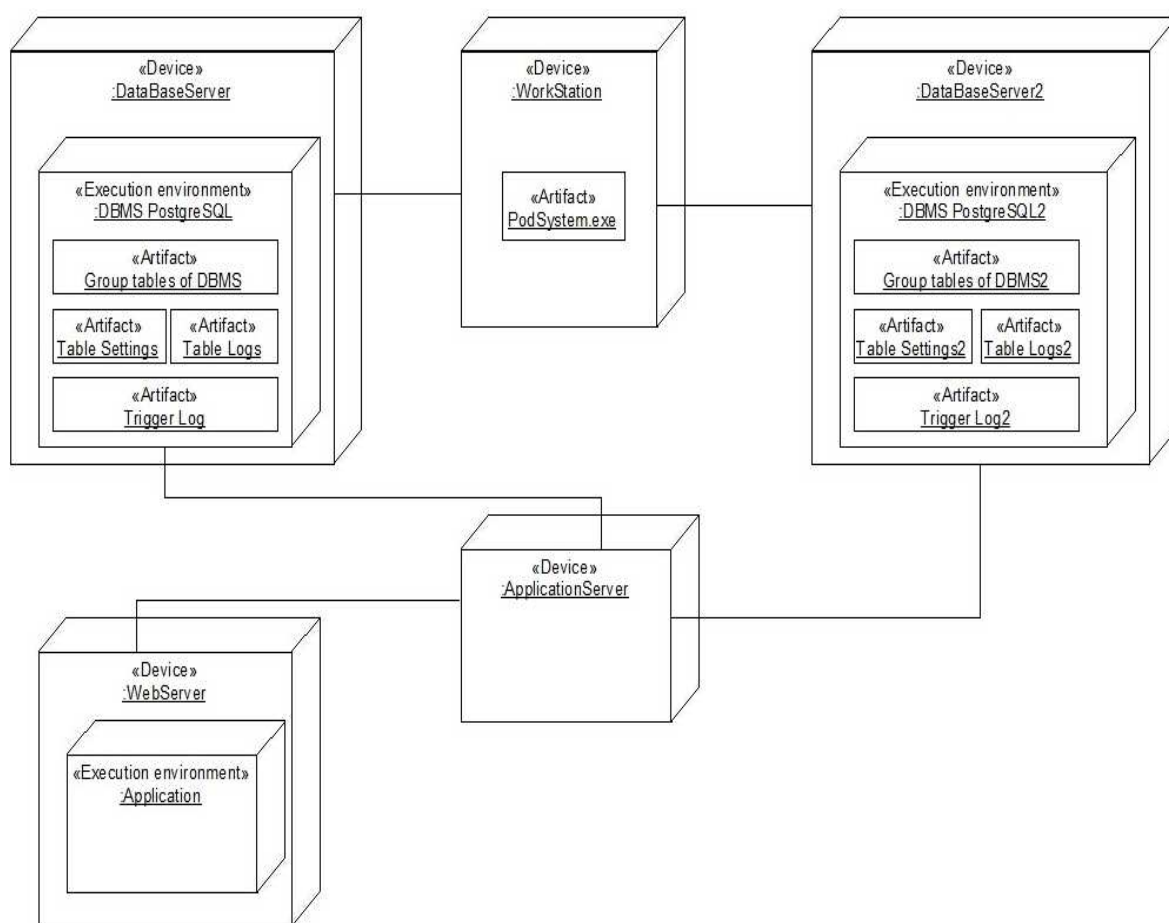 «Device»
:DataBaseServer
«Execution environment»
:DBMS PostgreSQL
«Artifact»
Group tables of DBMS
«Artifact»
Table Settings
«Artifact»
Table Logs
«Artifact»
Trigger Log
«Device»
:WorkStation
«Artifact»
PodSystem.exe
«Device»
:DataBaseServer2
«Execution environment»
:DBMS PostgreSQL2
«Artifact»
Group tables of DBMS2
«Artifact»
Table Settings2
«Artifact»
Table Logs2
«Artifact»
Trigger Log2
«Device»
:ApplicationServer
«Device»
:WebServer
«Execution environment»
:Application